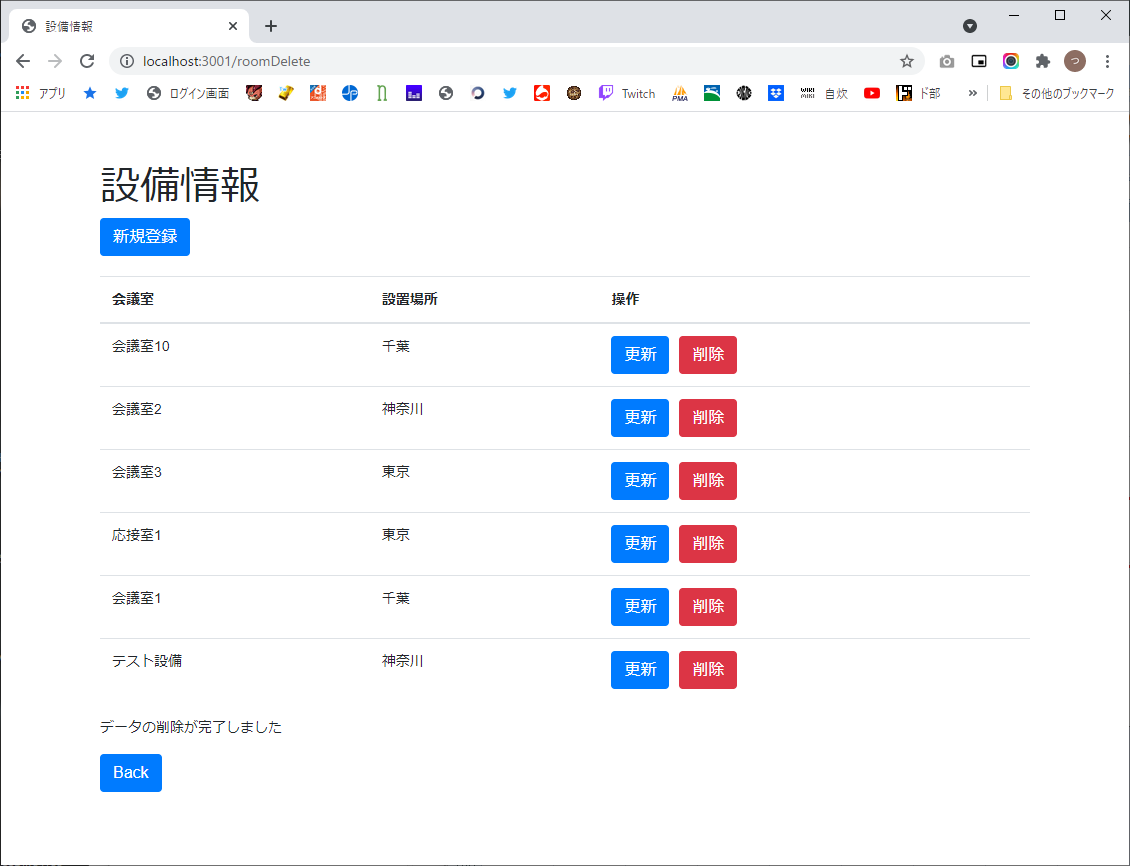 設備情報
localhost:3001/roomDelete
アプリ ログイン画面 Twitch PMA WIKI WIKI 自炊 ド部 » その他のブックマーク
設備情報
新規登録
会議室 設置場所 操作
会議室10 千葉 更新 削除
会議室2 神奈川 更新 削除
会議室3 東京 更新 削除
応接室1 東京 更新 削除
会議室1 千葉 更新 削除
テスト設備 神奈川 更新 削除
データの削除が完了しました
Back